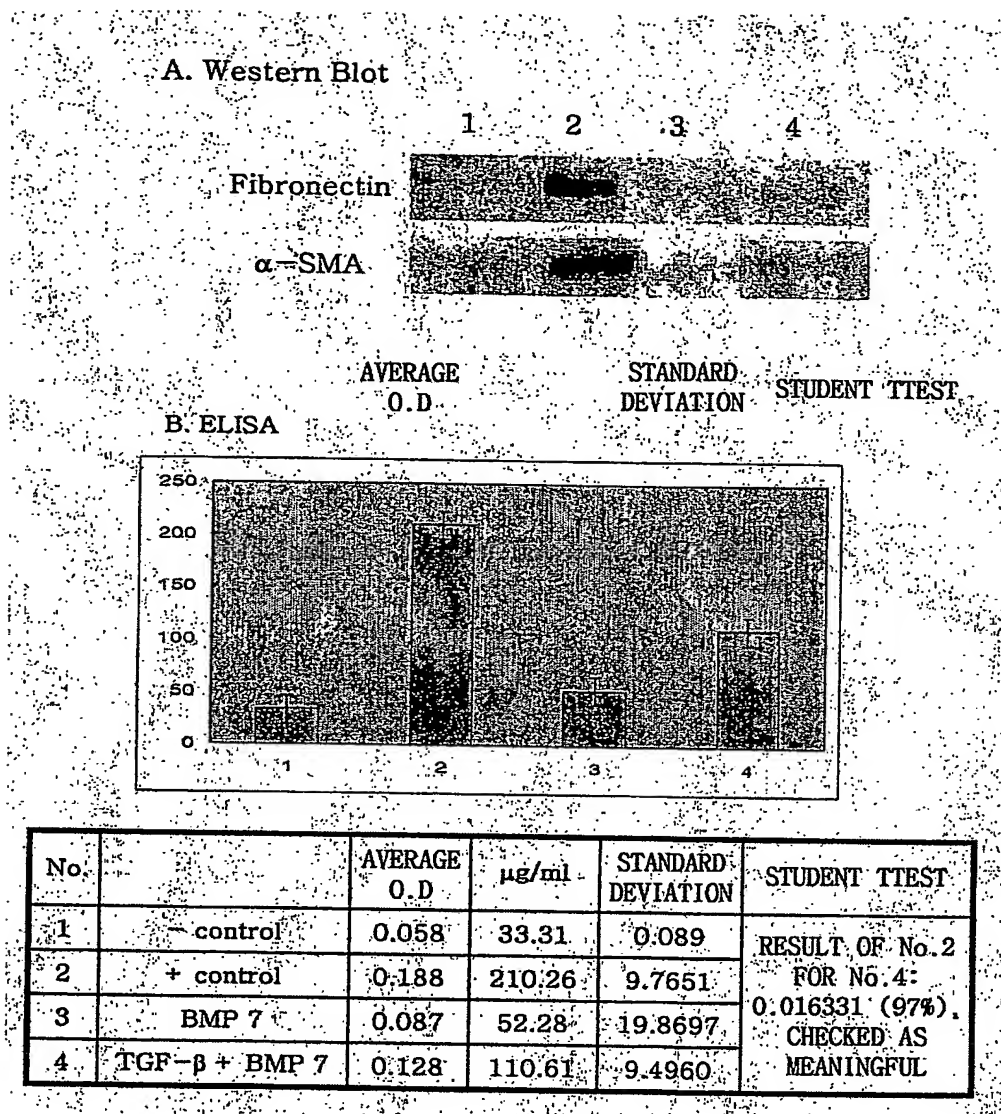 A. Western Blot
1 2 3 4
Fibronectin
α-SMA
AVERAGE O.D STANDARD DEVIATION STUDENT TTEST
B. ELISA
250
200
150
100
50
0
1 2 3 4
No. AVERAGE O.D µg/ml STANDARD DEVIATION STUDENT TTEST
1 - control 0.058 33.31 0.089
2 + control 0.188 210.26 9.7651
3 BMP 7 0.087 52.28 19.8697
4 TGF-β + BMP 7 0.128 110.61 9.4960
RESULT OF No.2
FOR No.4:
0.016331 (97%),
CHECKED AS
MEANINGFUL